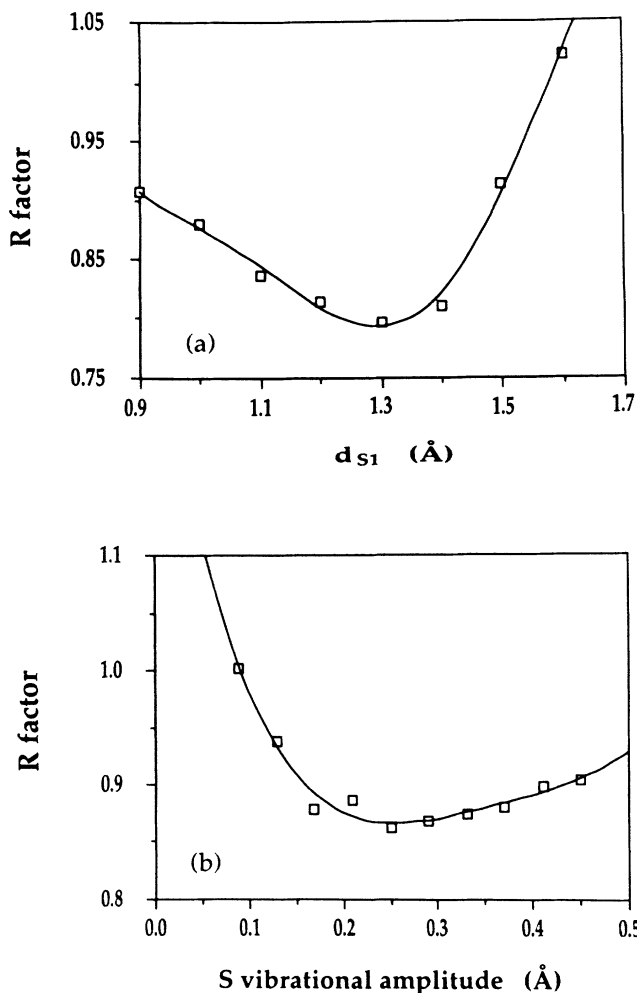 1.05
0.95
0.85
0.75
R factor
(a)
0.9 1.1 1.3 1.5 1.7
d S1 (Å)
1.1
1.0
0.9
0.8
R factor
(b)
0.0 0.1 0.2 0.3 0.4 0.5
S vibrational amplitude (Å)